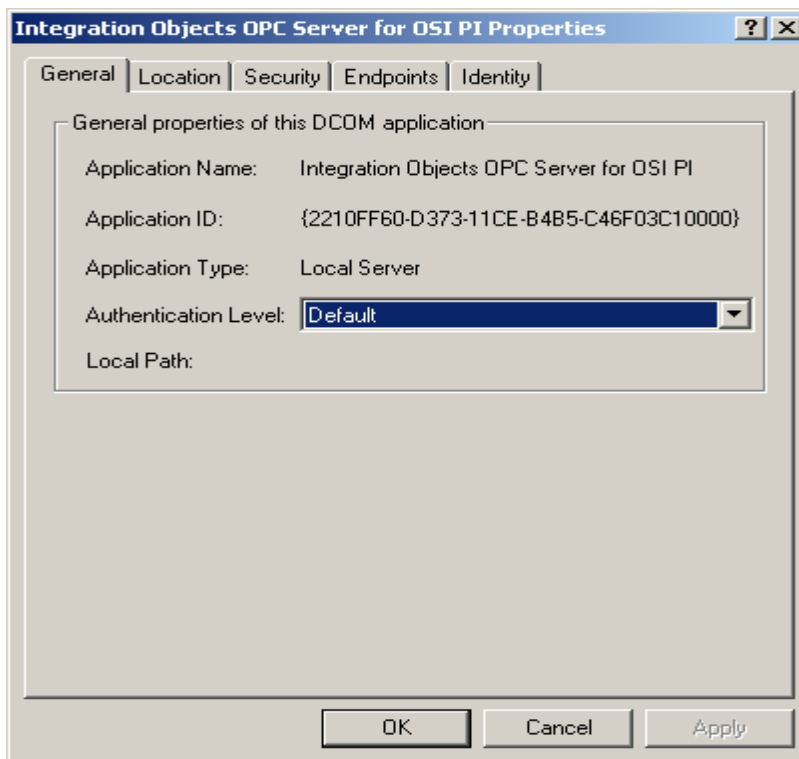 Integration Objects OPC Server for OSI PI Properties
General Location Security Endpoints Identity
General properties of this DCOM application
Application Name: Integration Objects OPC Server for OSI PI
Application ID: {2210FF60-D373-11CE-B4B5-C46F03C10000}
Application Type: Local Server
Authentication Level: Default
Local Path:
OK Cancel Apply